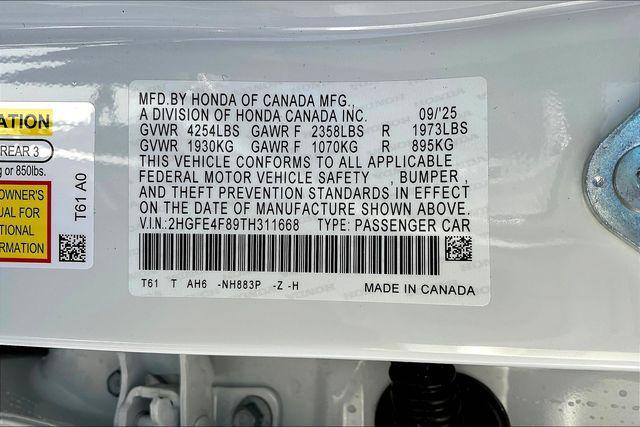 ATION
REAR 3
g or 850lbs.
OWNER'S
UAL FOR
TIONAL
RMATION
T61 A0
MFD.BY HONDA OF CANADA MFG.,
A DIVISION OF HONDA CANADA INC. 09/'25
GVWR 4254LBS GAWR F 2358LBS R 1973LBS
GVWR 1930KG GAWR F 1070KG R 895KG
THIS VEHICLE CONFORMS TO ALL APPLICABLE
FEDERAL MOTOR VEHICLE SAFETY , BUMPER ,
AND THEFT PREVENTION STANDARDS IN EFFECT
ON THE DATE OF MANUFACTURE SHOWN ABOVE.
V.I.N.:2HGFE4F89TH311668 TYPE: PASSENGER CAR
T61 T AH6 -NH883P -Z -H MADE IN CANADA